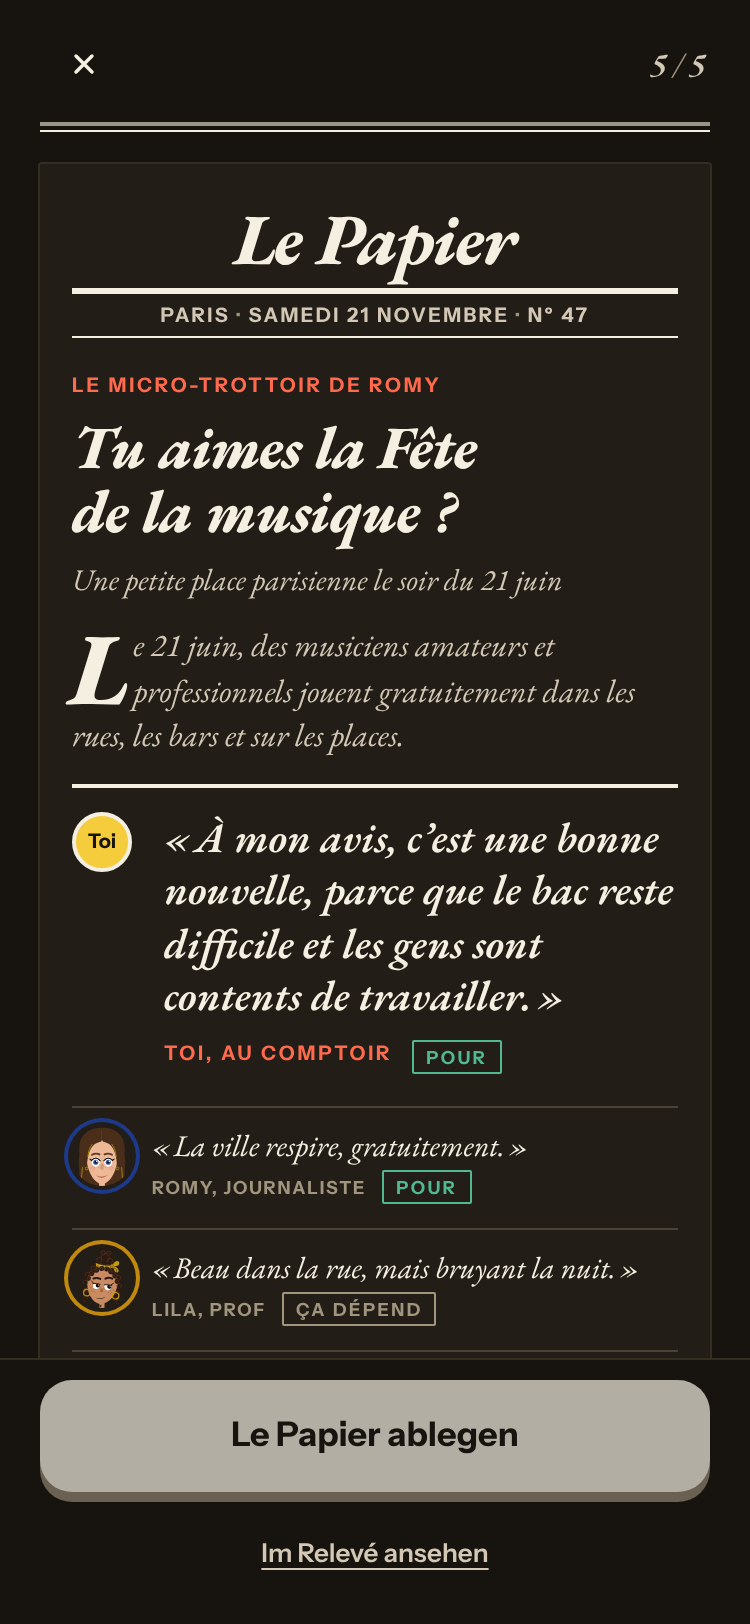 5 / 5
Le Papier
PARIS · SAMEDI 21 NOVEMBRE · N° 47
LE MICRO-TROTTOIR DE ROMY
Tu aimes la Fête
de la musique ?
Une petite place parisienne le soir du 21 juin
Le 21 juin, des musiciens amateurs et
professionnels jouent gratuitement dans les
rues, les bars et sur les places.
Toi
« À mon avis, c’est une bonne
nouvelle, parce que le bac reste
difficile et les gens sont
contents de travailler. »
TOI, AU COMPTOIR POUR
« La ville respire, gratuitement. »
ROMY, JOURNALISTE POUR
« Beau dans la rue, mais bruyant la nuit. »
LILA, PROF ÇA DÉPEND
Le Papier ablegen
Im Relevé ansehen